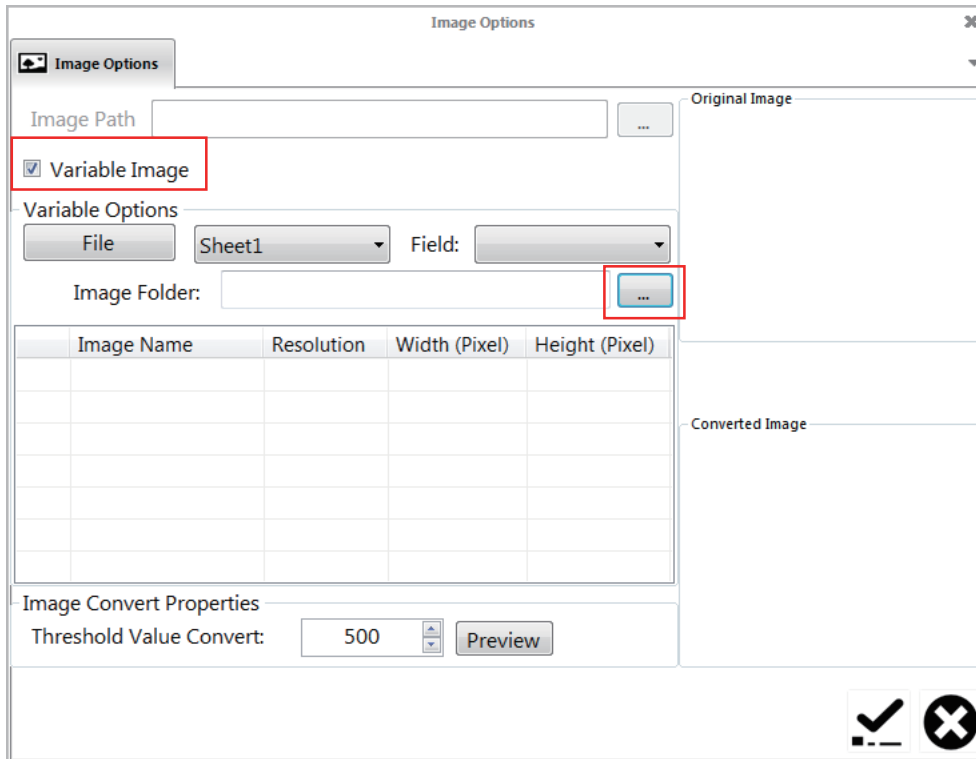 Image Options
Image Options
Image Path ...
Original Image
Variable Image
Variable Options
File Sheet1 Field:
Image Folder: ...
Image Name Resolution Width (Pixel) Height (Pixel)
Converted Image
Image Convert Properties
Threshold Value Convert: 500 Preview